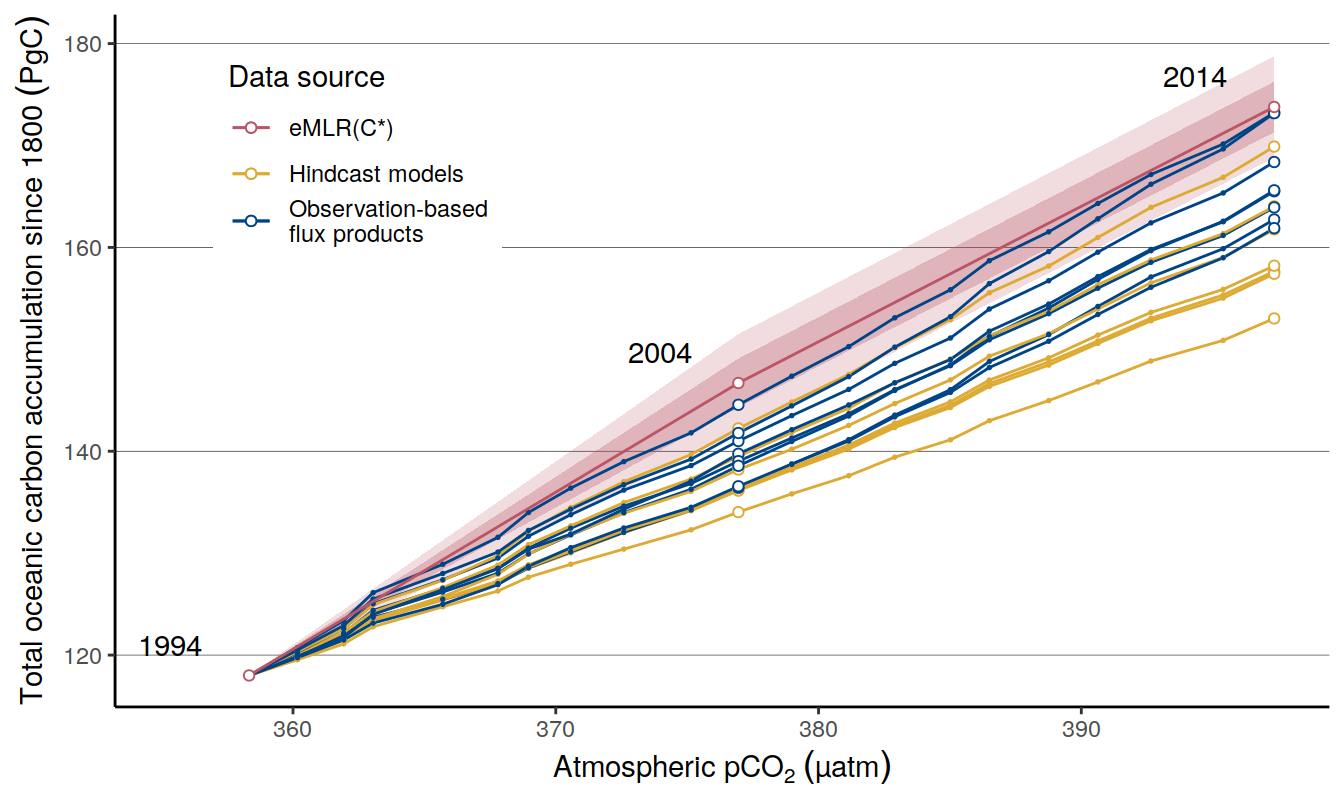 Total oceanic carbon accumulation since 1800 (PgC)
180
160
140
120
Data source
eMLR(C*)
Hindcast models
Observation-based
flux products
1994
2004
2014
360
370
380
390
Atmospheric pCO₂ (µatm)